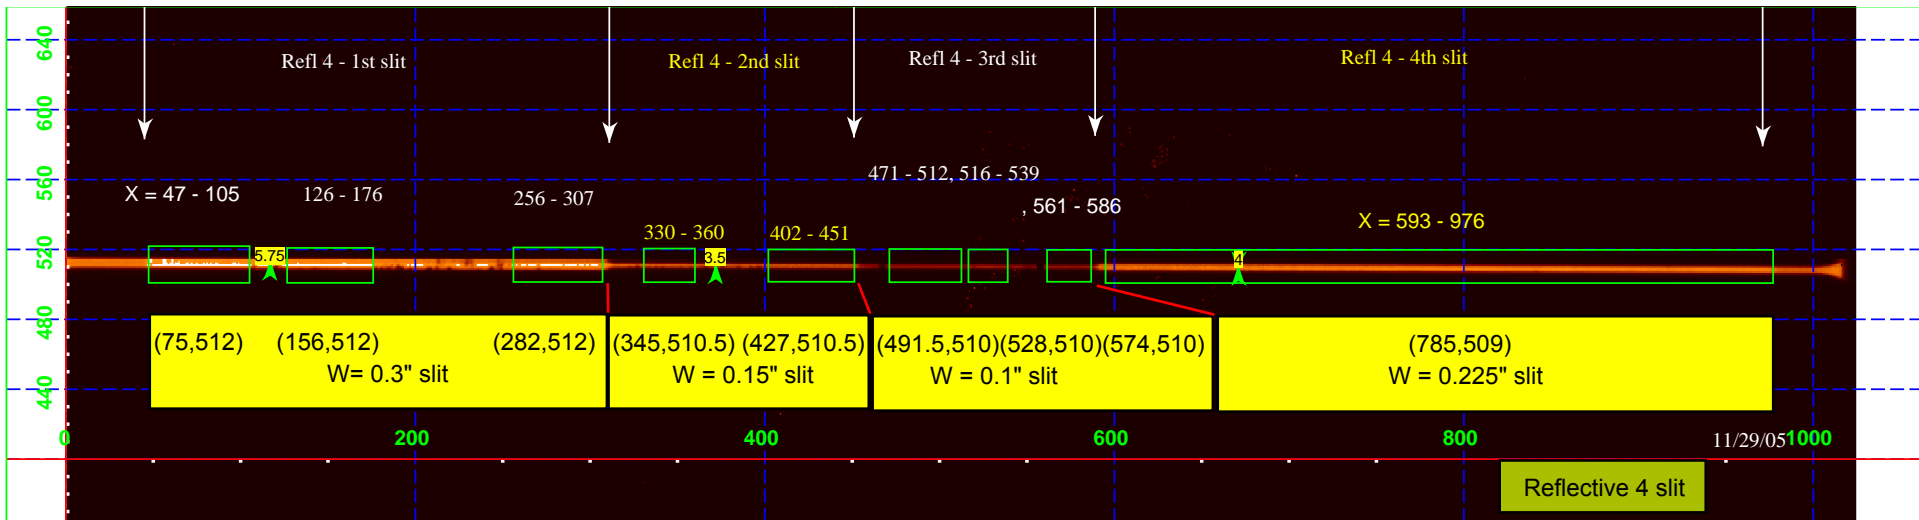 640
600
560
520
480
440
Refl 4 - 1st slit
Refl 4 - 2nd slit
Refl 4 - 3rd slit
Refl 4 - 4th slit
X = 47 - 105
126 - 176
256 - 307
330 - 360
402 - 451
471 - 512, 516 - 539
, 561 - 586
X = 593 - 976
5.75
3.5
4
(75,512) (156,512) (282,512)
W= 0.3" slit
(345,510.5) (427,510.5)
W = 0.15" slit
(491.5,510)(528,510)(574,510)
W = 0.1" slit
(785,509)
W = 0.225" slit
0 200 400 600 800 1000
11/29/05
Reflective 4 slit